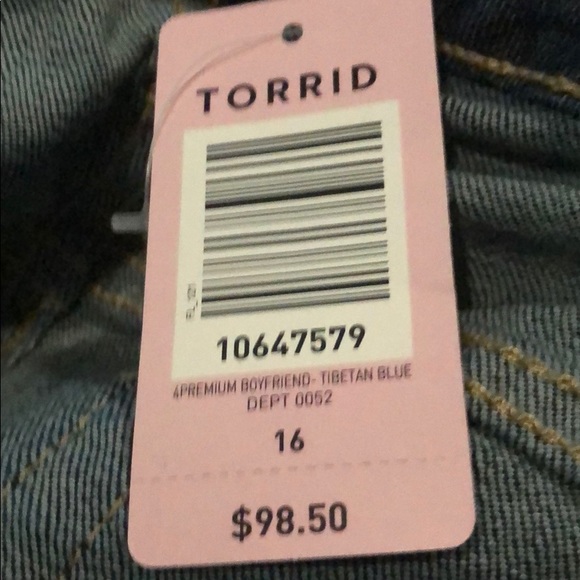 TORRID
10647579
4PREMIUM BOYFRIEND- TIBETAN BLUE
DEPT 0052
16
$98.50